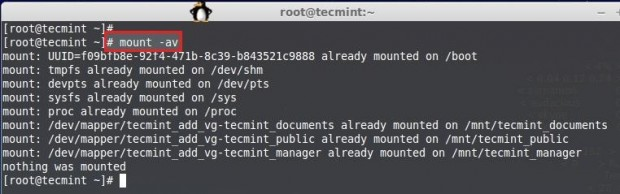 root@tecmint:~
[root@tecmint ~]#
[root@tecmint ~]# mount -av
mount: UUID=f09bfb8e-92f4-471b-8c39-b843521c9888 already mounted on /boot
mount: tmpfs already mounted on /dev/shm
mount: devpts already mounted on /dev/pts
mount: sysfs already mounted on /sys
mount: proc already mounted on /proc
mount: /dev/mapper/tecmint_add_vg-tecmint_documents already mounted on /mnt/tecmint_documents
mount: /dev/mapper/tecmint_add_vg-tecmint_public already mounted on /mnt/tecmint_public
mount: /dev/mapper/tecmint_add_vg-tecmint_manager already mounted on /mnt/tecmint_manager
nothing was mounted
[root@tecmint ~]#